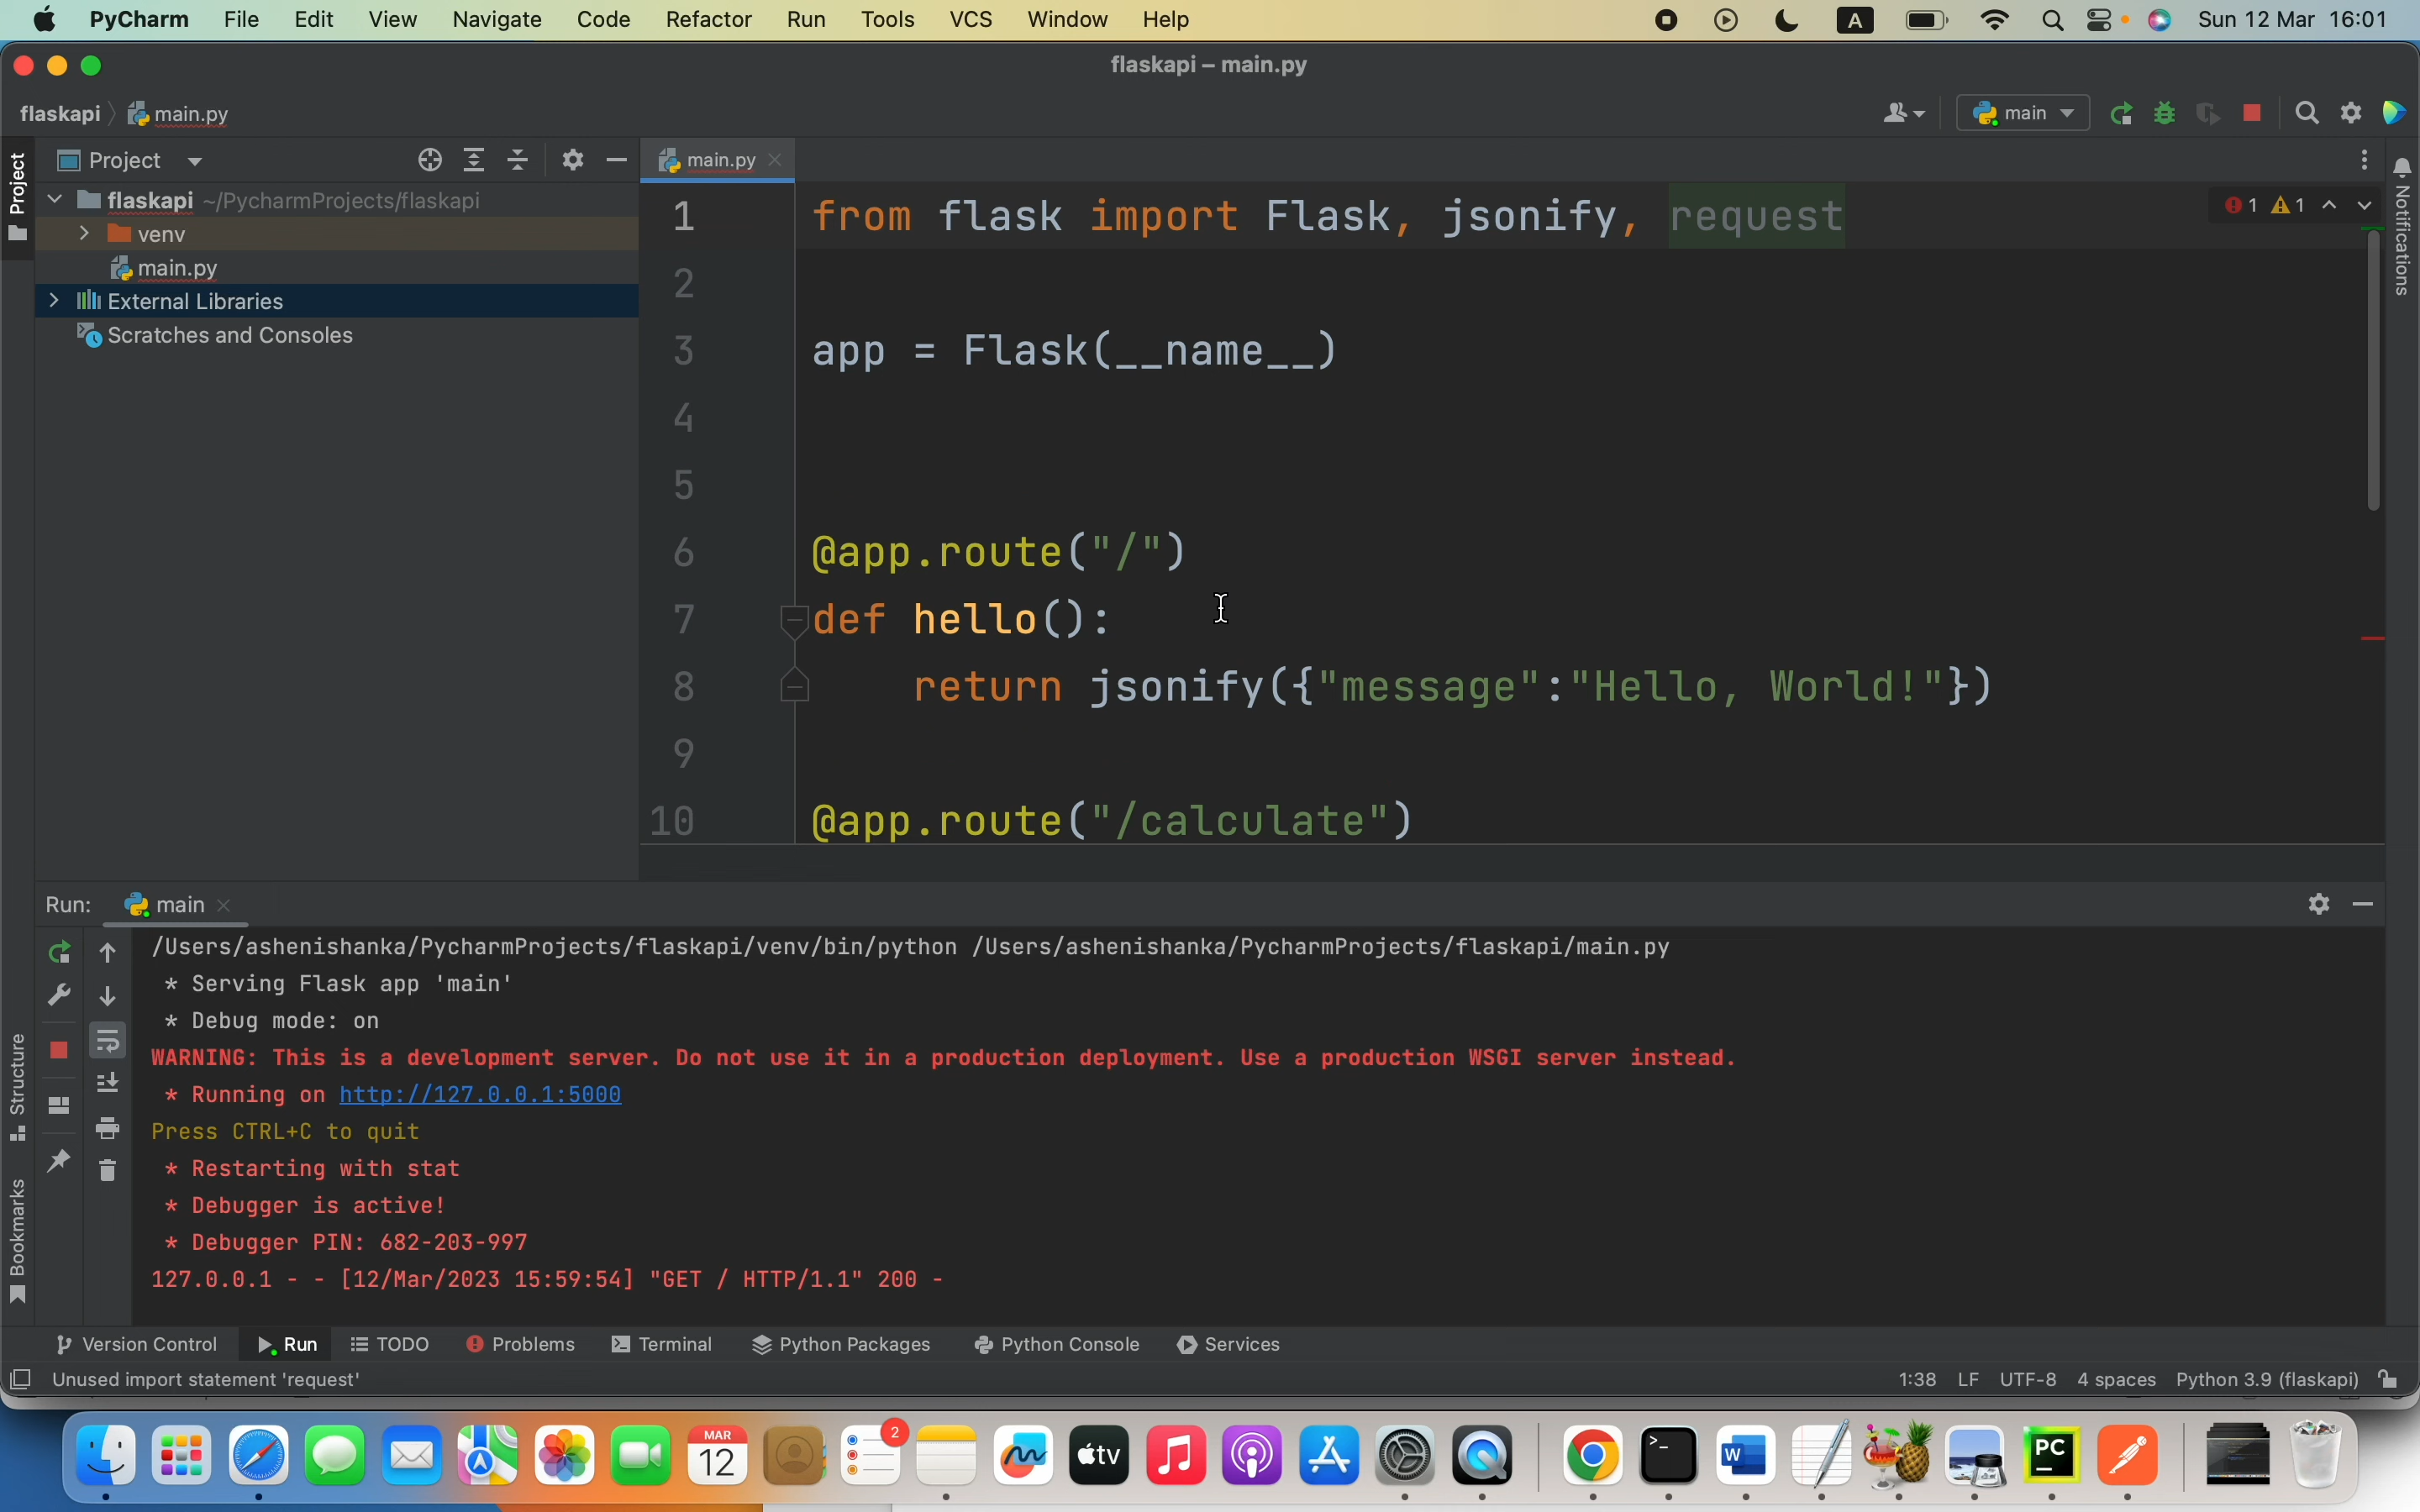 PyCharm File Edit View Navigate Code Refactor Run Tools VCS Window Help A Sun 12 Mar 16:01
flaskapi – main.py
flaskapi main.py main
Project main.py
Project
flaskapi ~/PycharmProjects/flaskapi
venv
main.py
External Libraries
Scratches and Consoles
1 from flask import Flask, jsonify, request
1 1
Notifications
2
3 app = Flask(__name__)
4
5
6 @app.route("/")
7 def hello():
8 return jsonify({"message":"Hello, World!"})
9
10 @app.route("/calculate")
Run: main
/Users/ashenishanka/PycharmProjects/flaskapi/venv/bin/python /Users/ashenishanka/PycharmProjects/flaskapi/main.py
* Serving Flask app 'main'
* Debug mode: on
WARNING: This is a development server. Do not use it in a production deployment. Use a production WSGI server instead.
* Running on http://127.0.0.1:5000
Press CTRL+C to quit
* Restarting with stat
* Debugger is active!
* Debugger PIN: 682-203-997
127.0.0.1 - - [12/Mar/2023 15:59:54] "GET / HTTP/1.1" 200 -
Structure
Bookmarks
Version Control Run TODO Problems Terminal Python Packages Python Console Services
Unused import statement 'request' 1:38 LF UTF-8 4 spaces Python 3.9 (flaskapi)
MAR
12
2
tv
W
PC